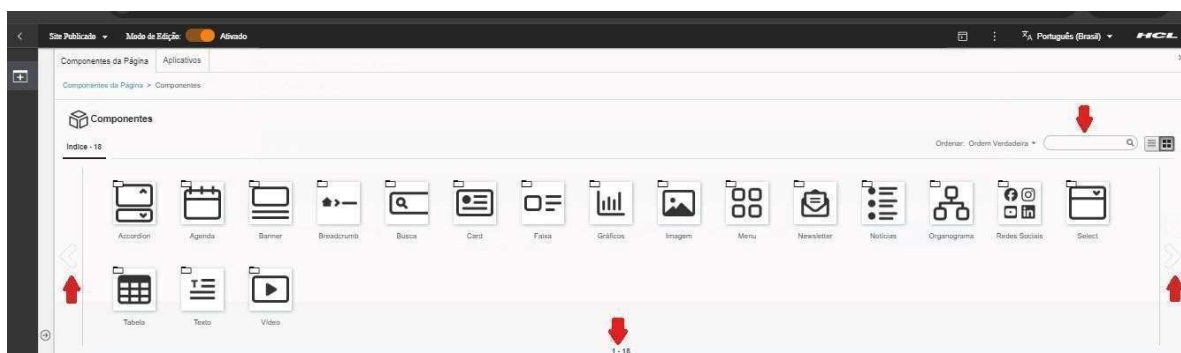 Site Publicado Modo de Edição: Ativado Português (Brasil) HCL
Componentes da Página Aplicativos
Componentes da Página > Componentes
Componentes
Indice - 18 Ordenar: Ordem Verdadeira
Accordion Agenda Banner Breadcrumb Busca Card Faixa Gráficos Imagem Menu Newsletter Notícias Organograma Redes Sociais Select
Tabela Texto Vídeo
1 - 18